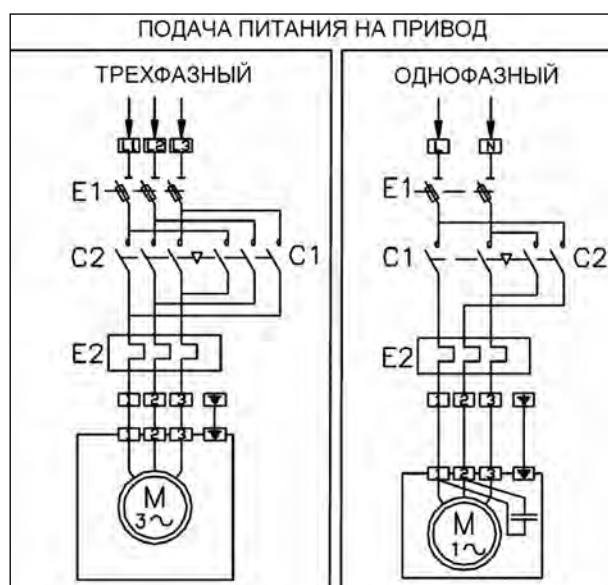 ПОДАЧА ПИТАНИЯ НА ПРИВОД
ТРЕХФАЗНЫЙ
L1 L2 L3
E1
C2 C1
E2
1 2 3
1 2 3
M
3~
ОДНОФАЗНЫЙ
L N
E1
C1 C2
E2
1 2 3
1 2 3
M
1~